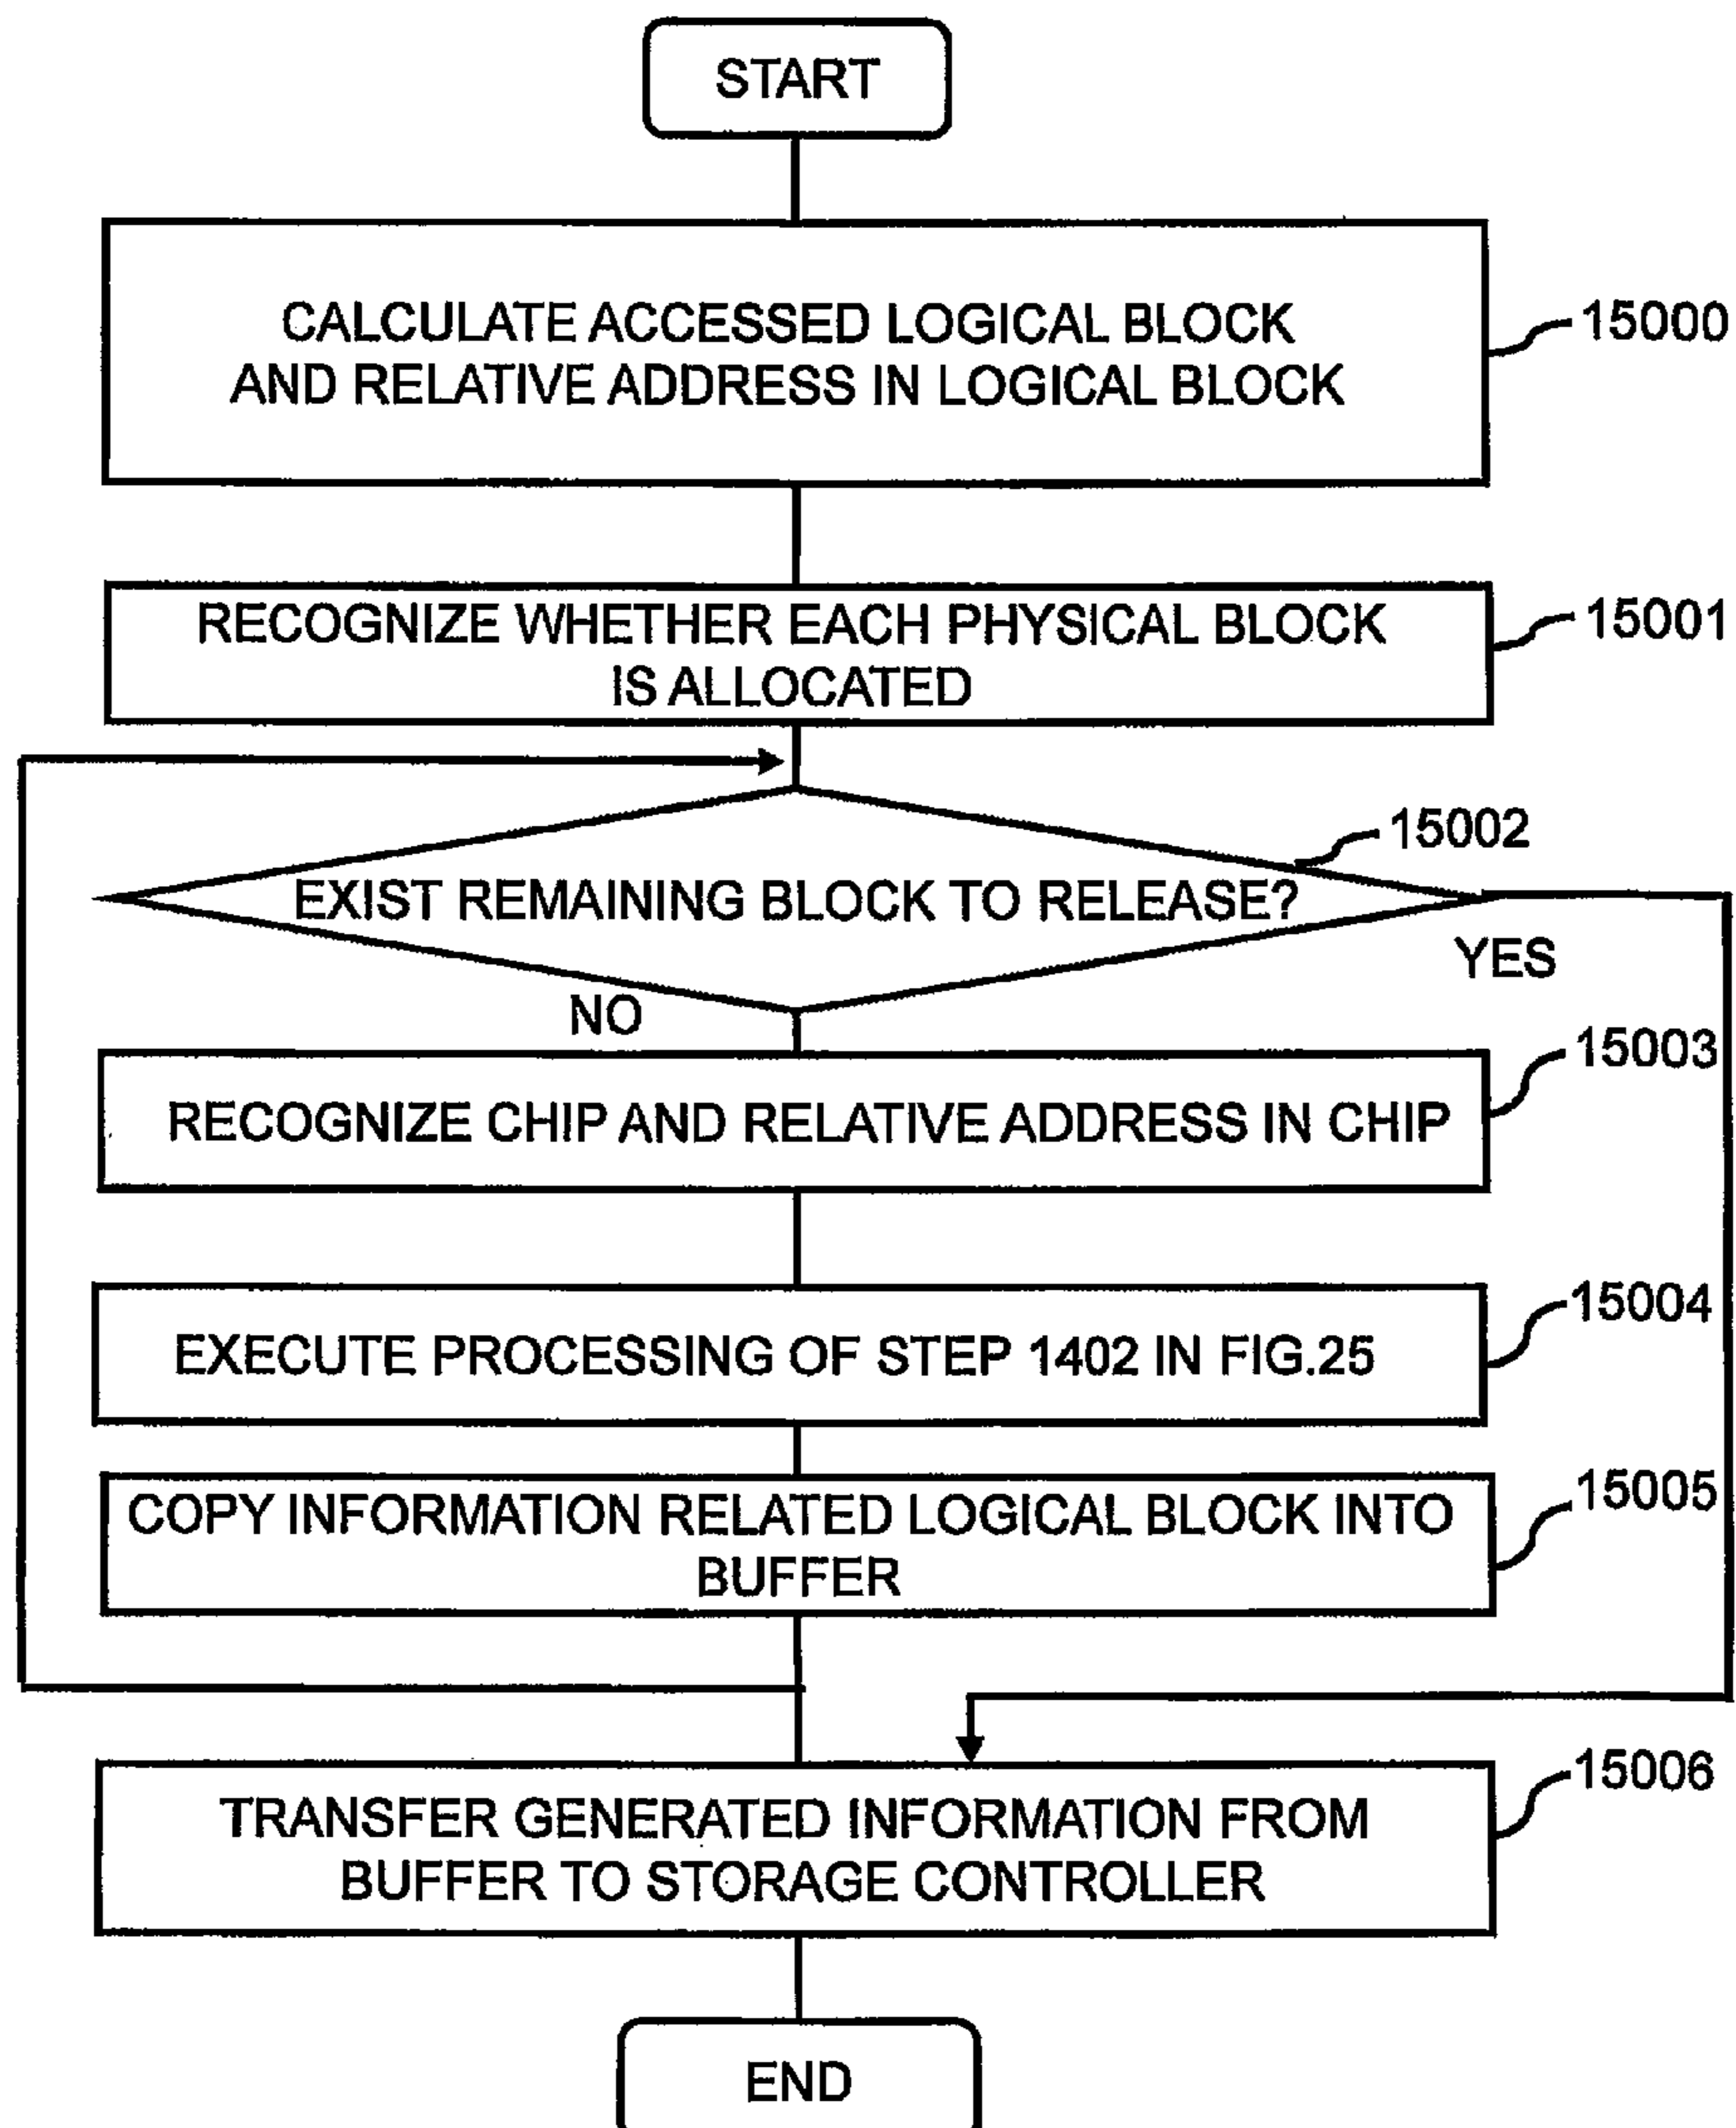 START
CALCULATE ACCESSED LOGICAL BLOCK
AND RELATIVE ADDRESS IN LOGICAL BLOCK
15000
RECOGNIZE WHETHER EACH PHYSICAL BLOCK
IS ALLOCATED
15001
15002
EXIST REMAINING BLOCK TO RELEASE?
YES
NO
15003
RECOGNIZE CHIP AND RELATIVE ADDRESS IN CHIP
15004
EXECUTE PROCESSING OF STEP 1402 IN FIG.25
15005
COPY INFORMATION RELATED LOGICAL BLOCK INTO
BUFFER
15006
TRANSFER GENERATED INFORMATION FROM
BUFFER TO STORAGE CONTROLLER
END